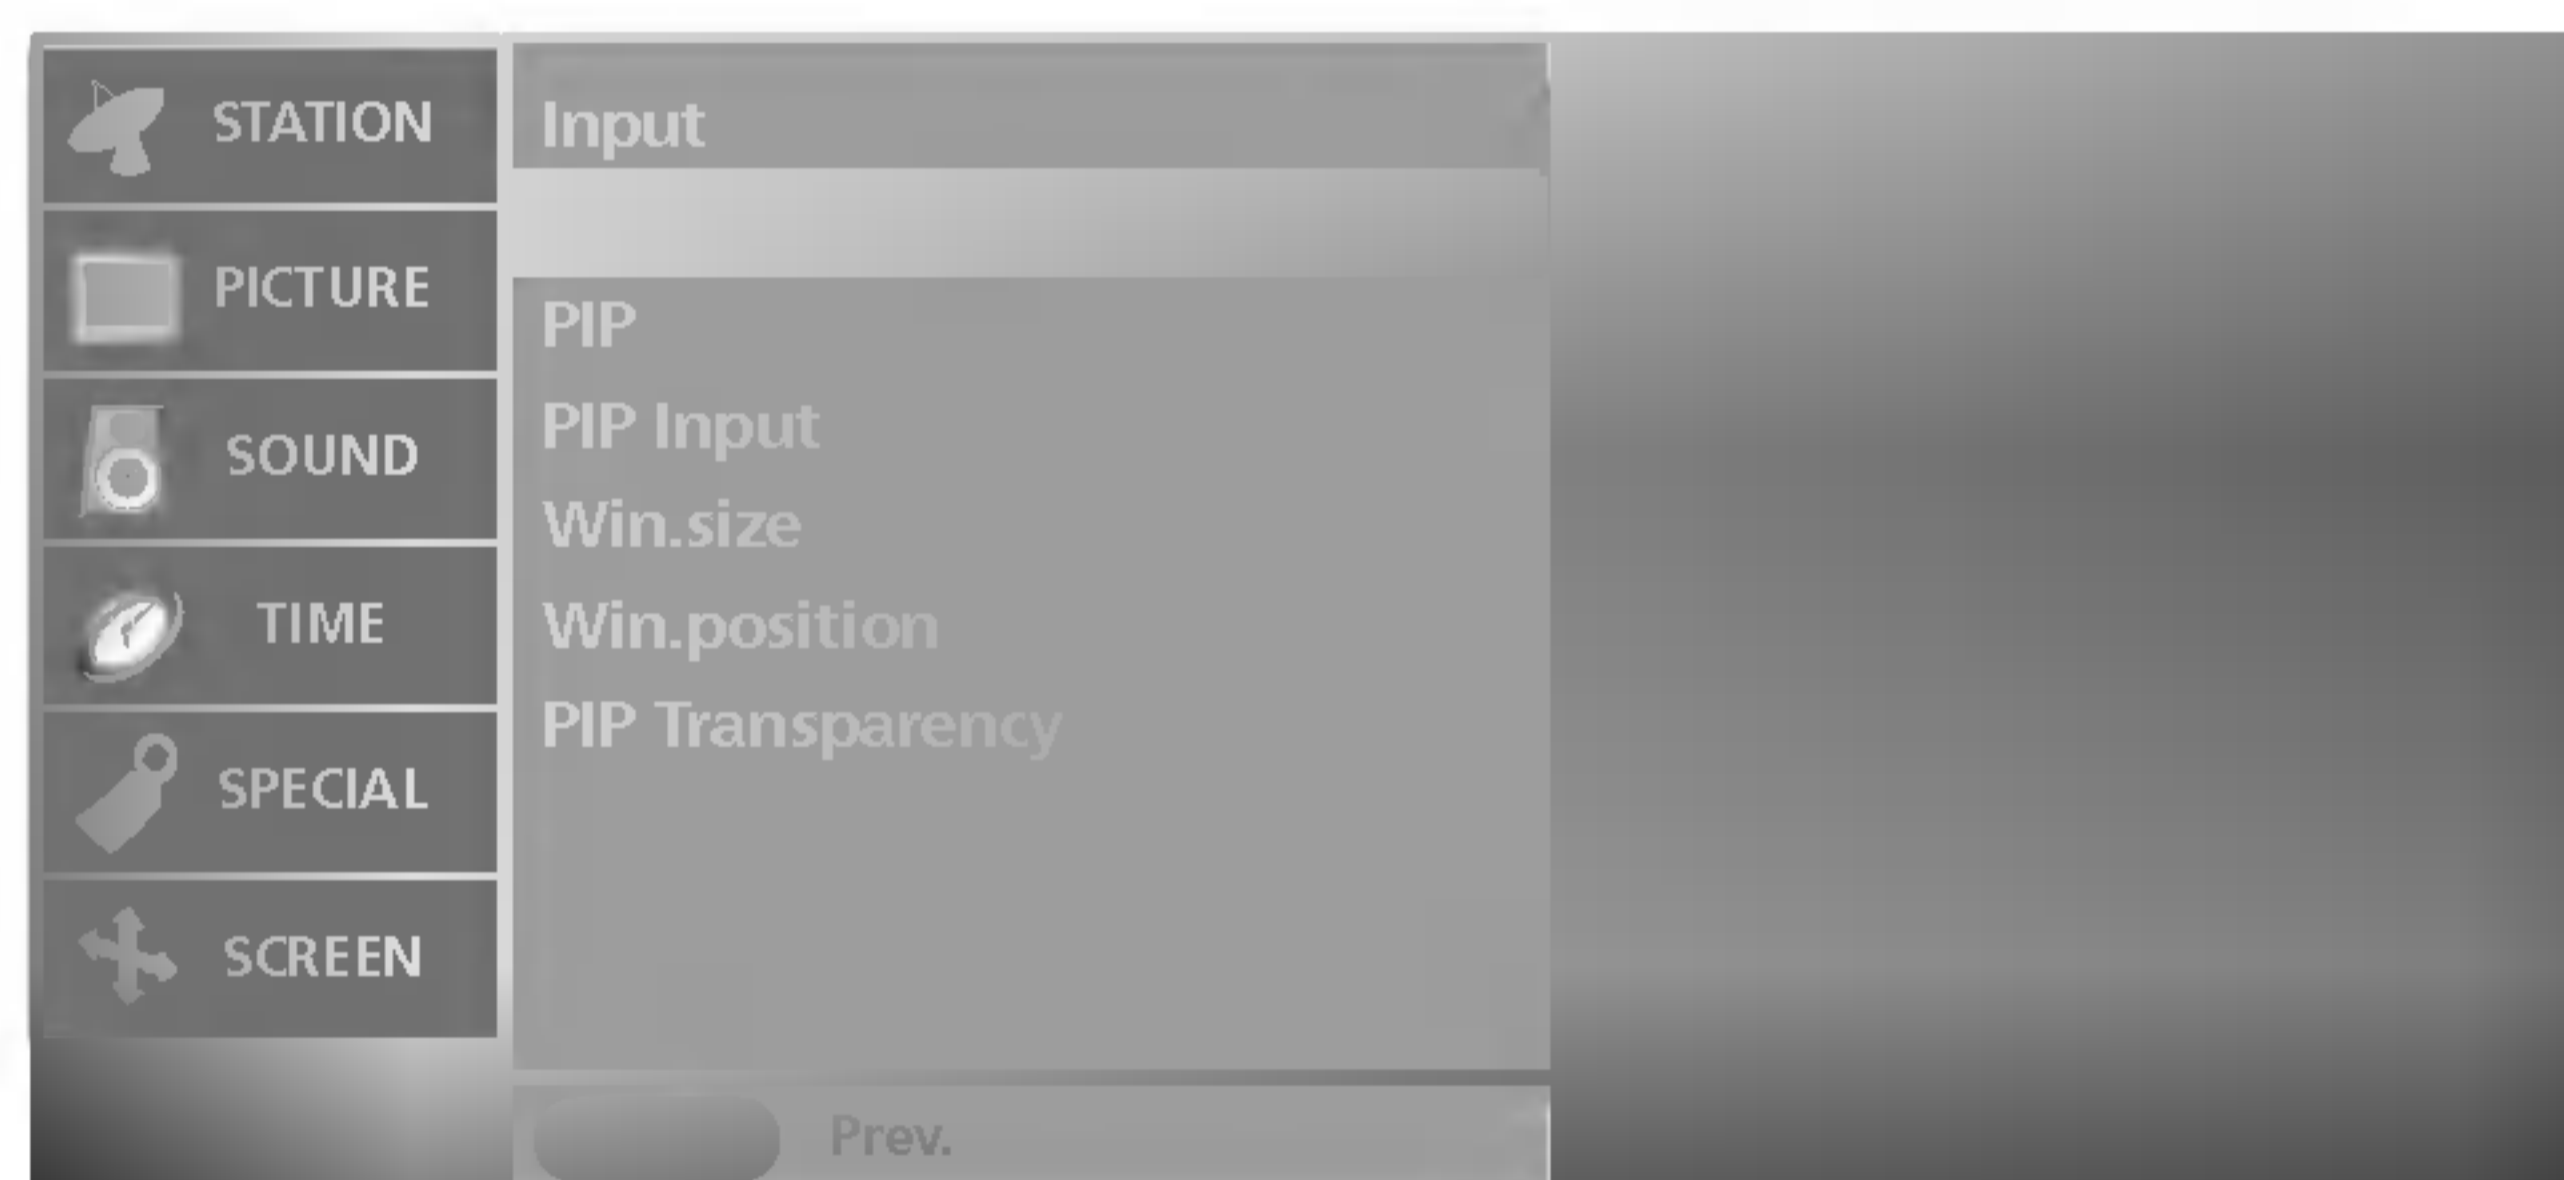 STATION
PICTURE
SOUND
TIME
SPECIAL
SCREEN
Input
PIP
PIP Input
Win.size
Win.position
PIP Transparency
Prev.